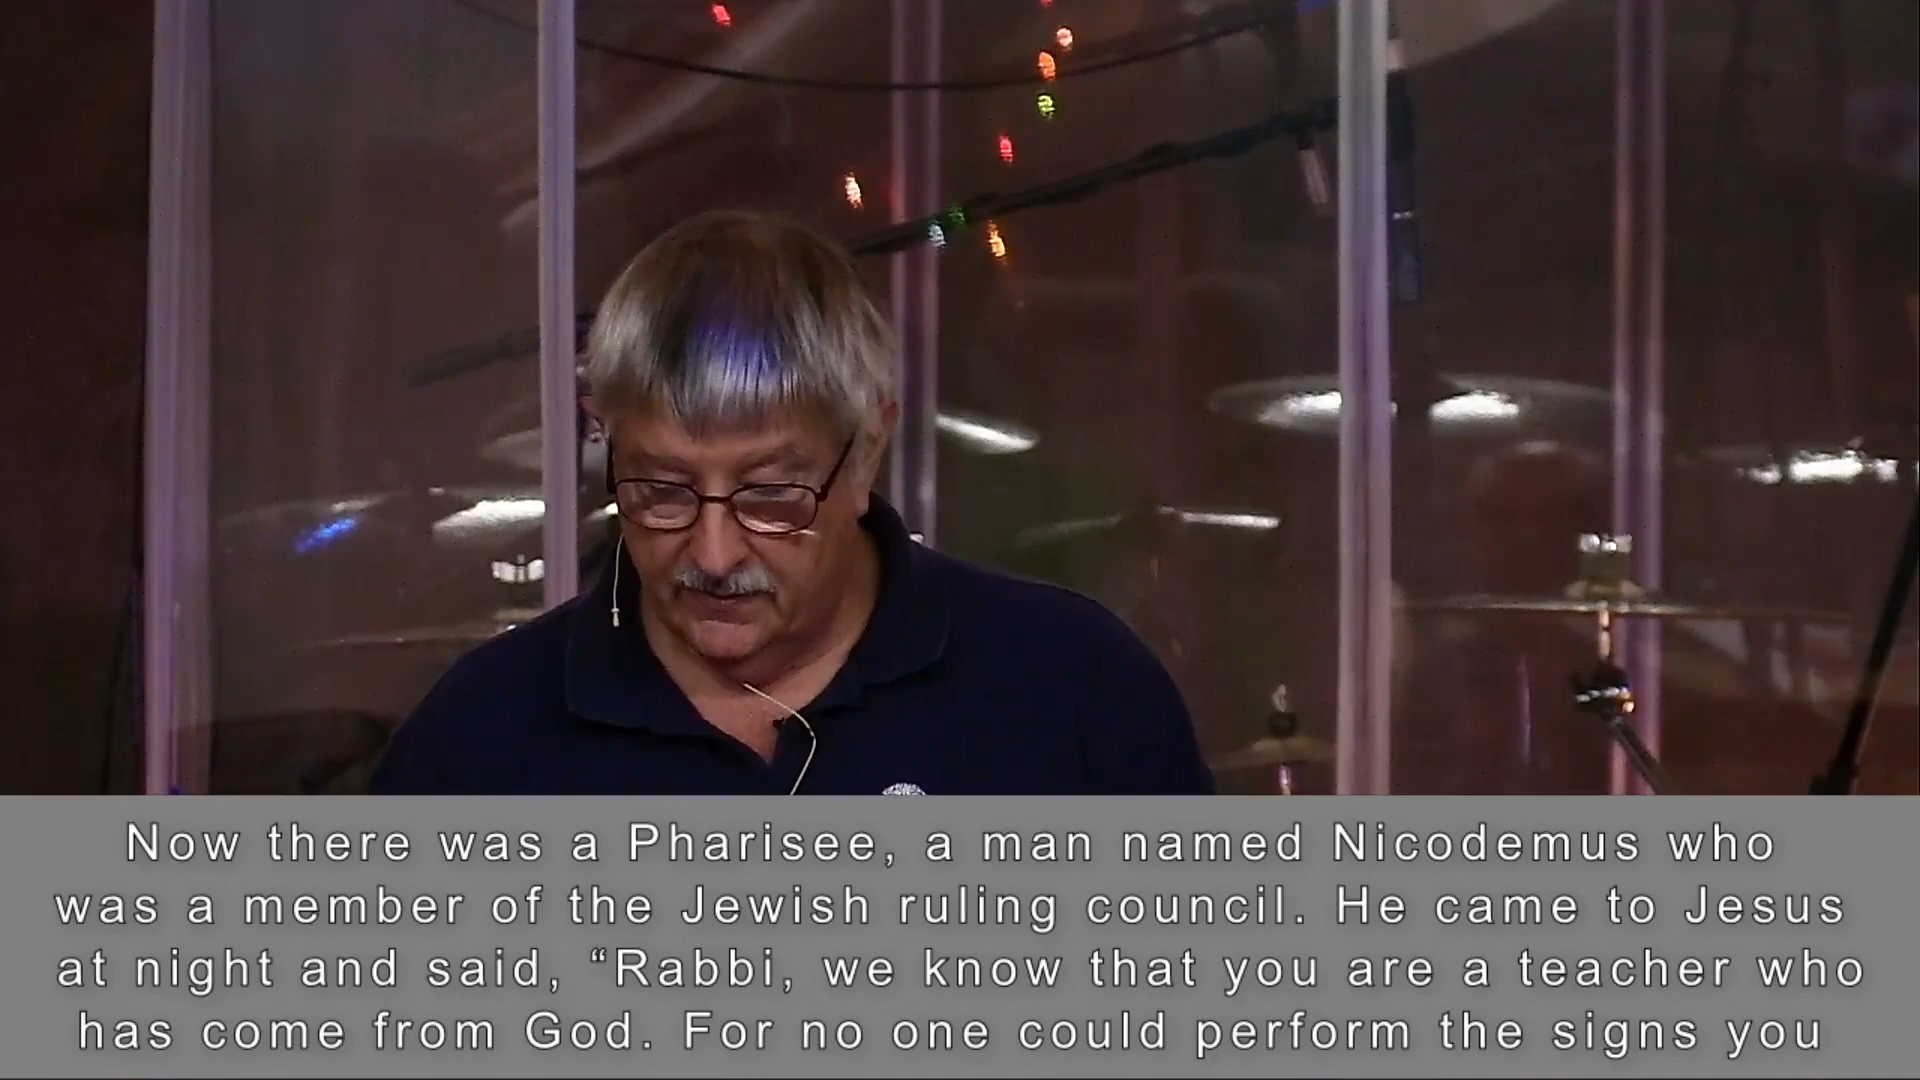 Now there was a Pharisee, a man named Nicodemus who
was a member of the Jewish ruling council. He came to Jesus
at night and said, “Rabbi, we know that you are a teacher who
has come from God. For no one could perform the signs you